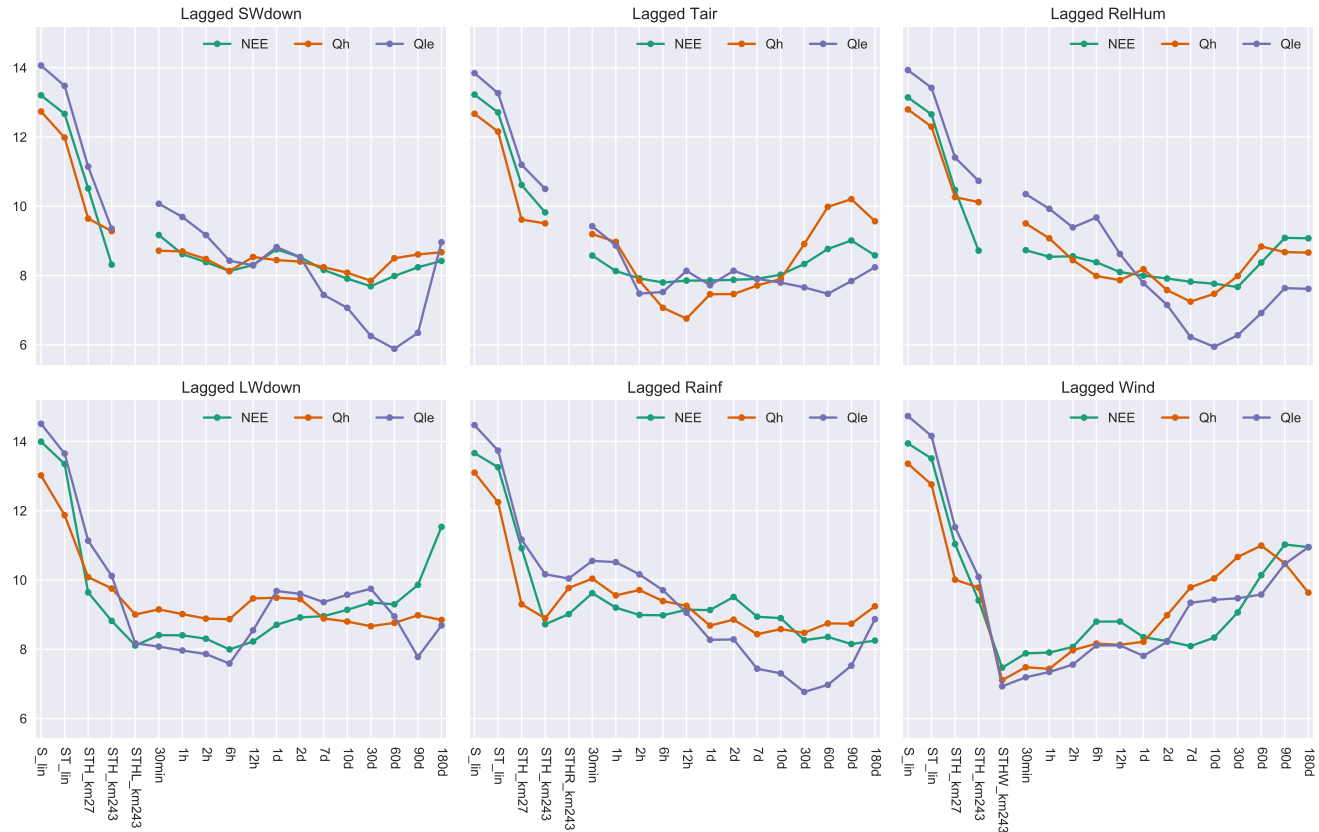 Lagged SWdown
Lagged Tair
Lagged RelHum
NEE Qh Qle
NEE Qh Qle
NEE Qh Qle
14
12
10
8
6
Lagged LWdown
Lagged Rainf
Lagged Wind
NEE Qh Qle
NEE Qh Qle
NEE Qh Qle
14
12
10
8
6
S_lin
ST_lin
STH_km27
STH_km243
STHL_km243
30min
1h
2h
6h
12h
1d
2d
7d
10d
30d
60d
90d
180d
S_lin
ST_lin
STH_km27
STH_km243
STHR_km243
30min
1h
2h
6h
12h
1d
2d
7d
10d
30d
60d
90d
180d
S_lin
ST_lin
STH_km27
STH_km243
STHW_km243
30min
1h
2h
6h
12h
1d
2d
7d
10d
30d
60d
90d
180d